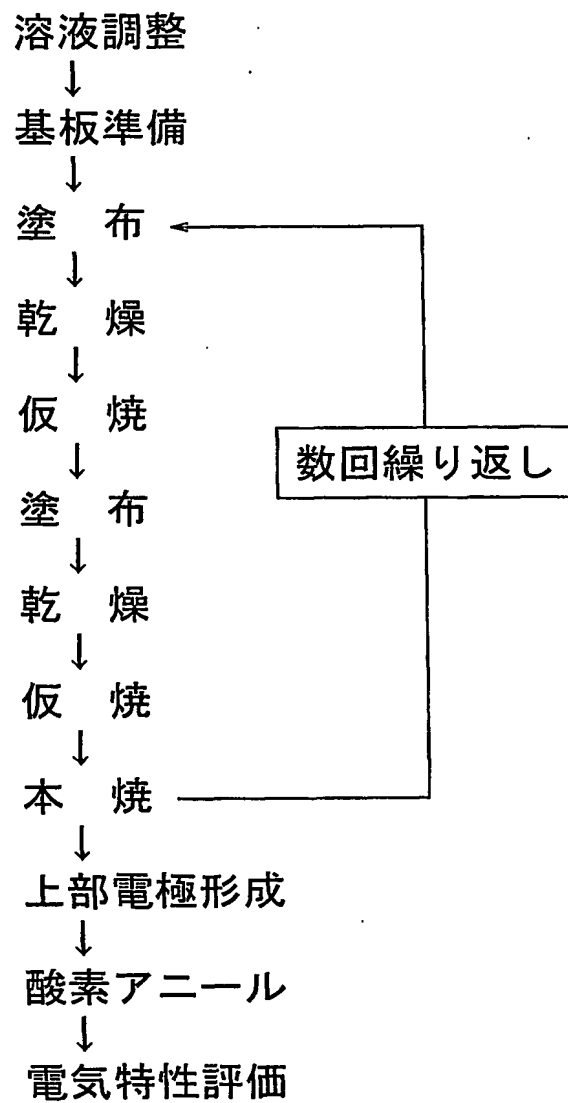 溶液調整
↓
基板準備
↓
塗　布
↓
乾　燥
↓
仮　焼
↓
塗　布
↓
乾　燥
↓
仮　焼
↓
本　焼
↓
上部電極形成
↓
酸素アニール
↓
電気特性評価
数回繰り返し